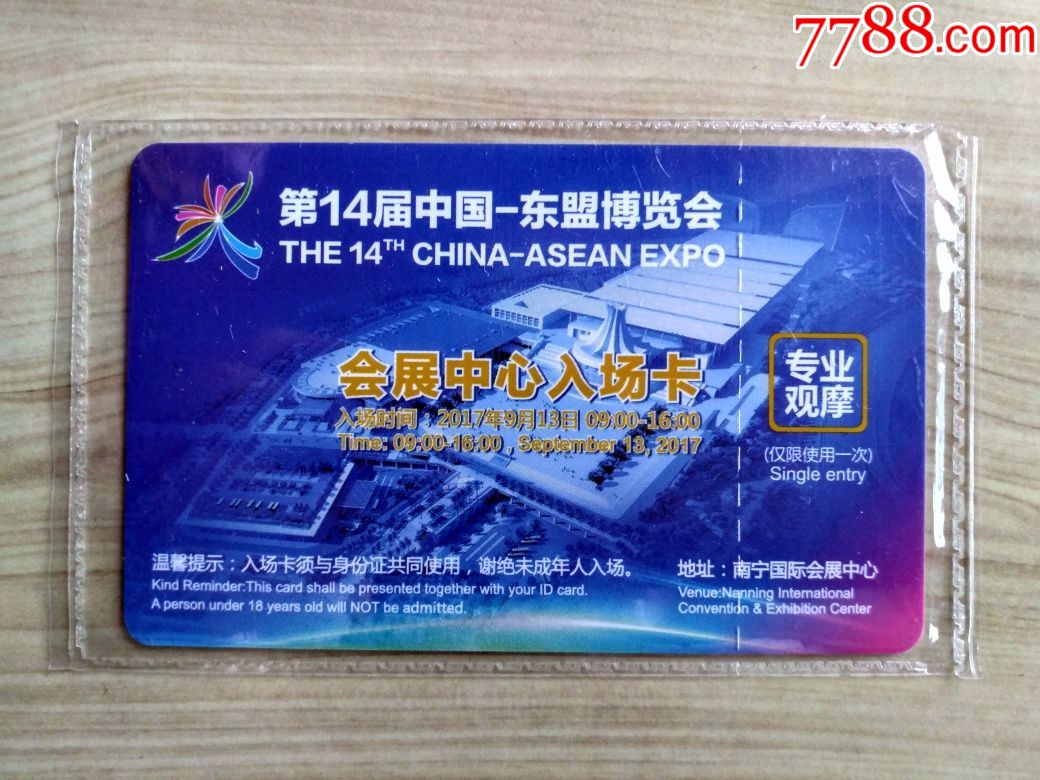 7788.com
第14届中国-东盟博览会
THE 14TH CHINA-ASEAN EXPO
会展中心入场卡
入场时间：2017年9月13日 09:00-16:00
Time: 09:00-16:00 , September 13, 2017
专业
观摩
(仅限使用一次)
Single entry
温馨提示：入场卡须与身份证共同使用，谢绝未成年人入场。
Kind Reminder:This card shall be presented together with your ID card.
A person under 18 years old will NOT be admitted.
地址：南宁国际会展中心
Venue:Nanning International
Convention & Exhibition Center